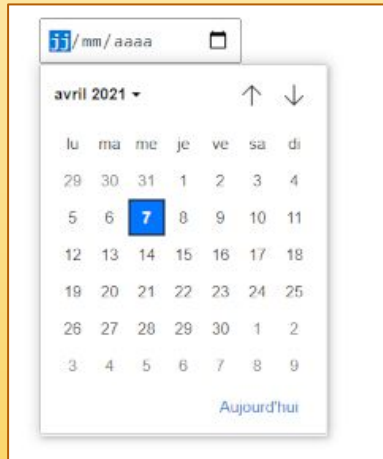 jj/mm/aaaa
avril 2021
lu ma me je ve sa di
29 30 31 1 2 3 4
5 6 7 8 9 10 11
12 13 14 15 16 17 18
19 20 21 22 23 24 25
26 27 28 29 30 1 2
3 4 5 6 7 8 9
Aujourd'hui